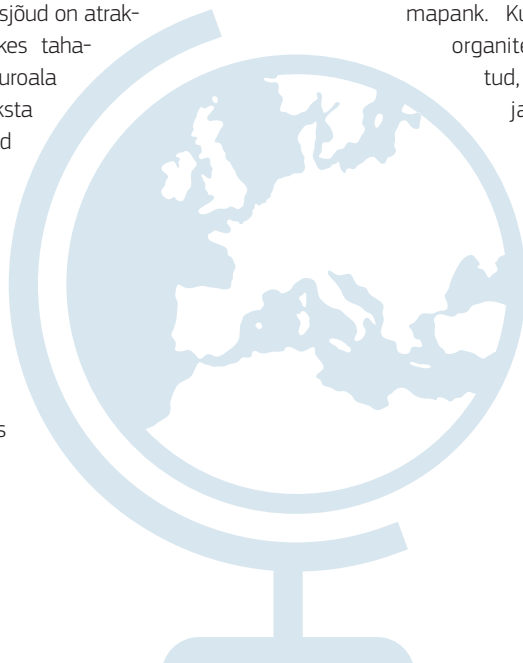 sjõud on atrak-
kes taha-
uroala
ksta
d
s
mapank. Ku
organite
tud,
ja